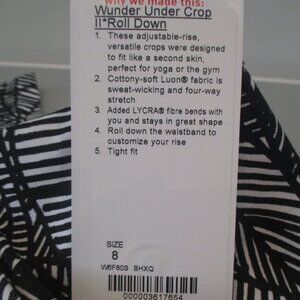 why we made this:
Wunder Under Crop
II*Roll Down
1. These adjustable-rise,
versatile crops were designed
to fit like a second skin,
perfect for yoga or the gym
2. Cottony-soft Luon® fabric is
sweat-wicking and four-way
stretch
3. Added LYCRA® fibre bends with
you and stays in great shape
4. Roll down the waistband to
customize your rise
5. Tight fit
SIZE
8
W6F80S BHXQ
000003617654